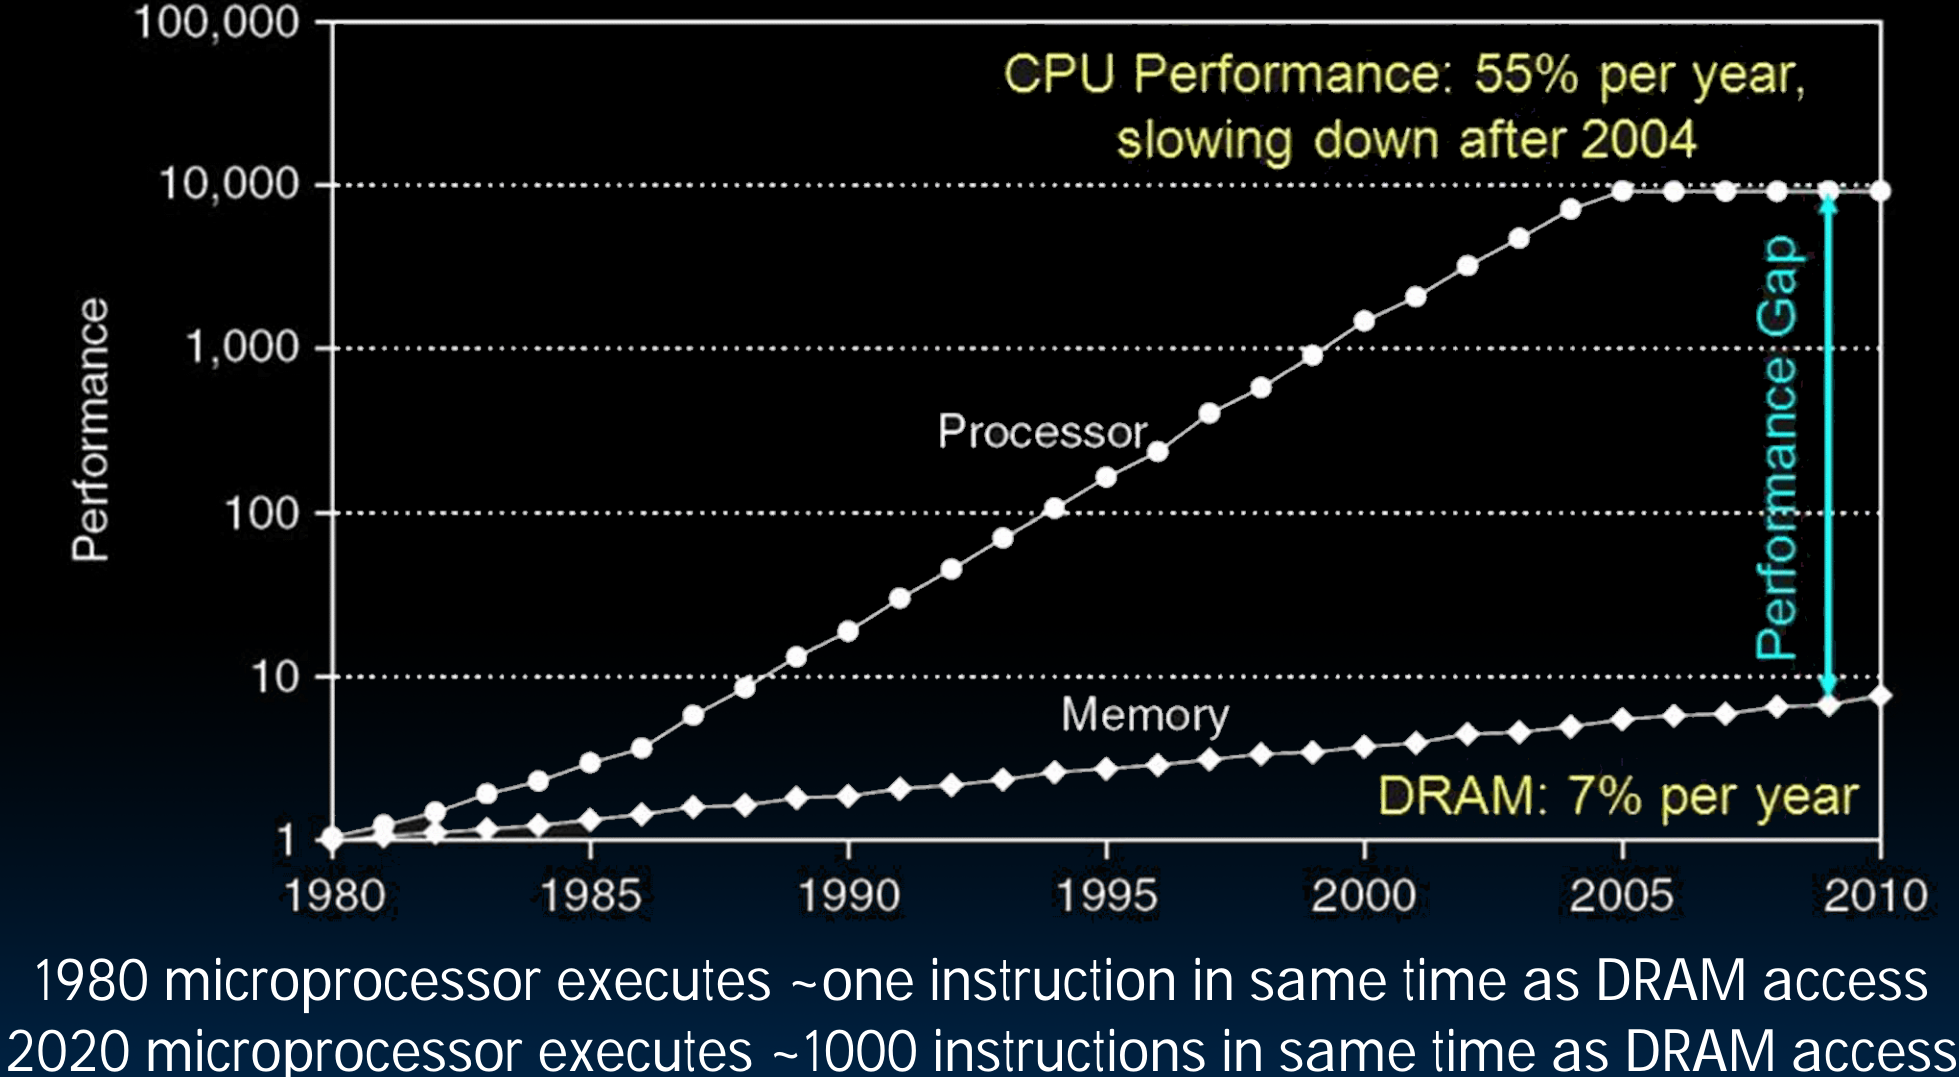 100,000
CPU Performance: 55% per year,
slowing down after 2004
10,000
Performance Gap
1,000
Performance
Processor
100
10
Memory
DRAM: 7% per year
1
1980 1985 1990 1995 2000 2005 2010
1980 microprocessor executes ~one instruction in same time as DRAM access
2020 microprocessor executes ~1000 instructions in same time as DRAM access